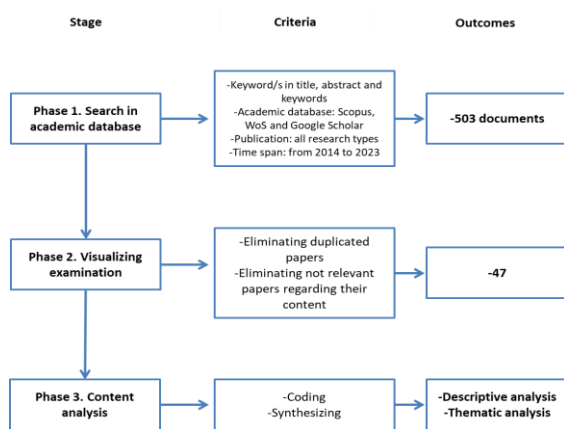 Stage
Criteria
Outcomes
Phase 1. Search in
academic database
-Keyword/s in title, abstract and
keywords
-Academic database: Scopus,
WoS and Google Scholar
-Publication: all research types
-Time span: from 2014 to 2023
-503 documents
Phase 2. Visualizing
examination
-Eliminating duplicated
papers
-Eliminating not relevant
papers regarding their
content
-47
Phase 3. Content
analysis
-Coding
-Synthesizing
-Descriptive analysis
-Thematic analysis